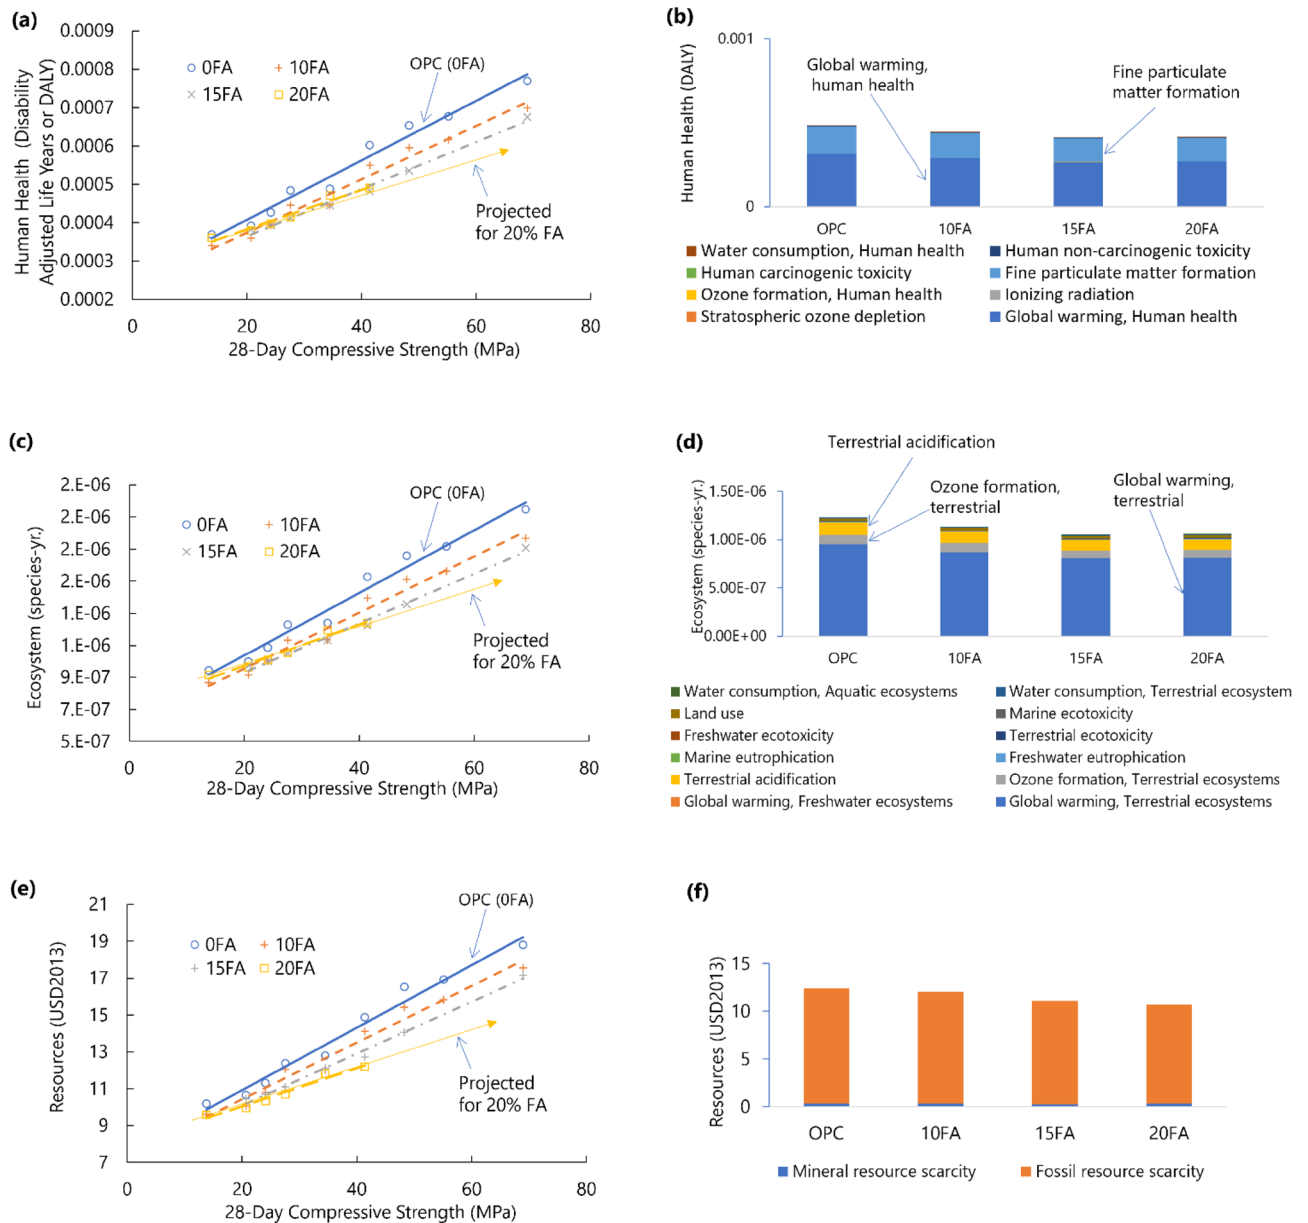 (a)
0.0009
0.0008
0.0007
0.0006
0.0005
0.0004
0.0003
0.0002
Human Health (Disability
Adjusted Life Years or DALY)
0FA
10FA
15FA
20FA
OPC (0FA)
Projected
for 20% FA
0
20
40
60
80
28-Day Compressive Strength (MPa)
(b)
0.001
0
Human Health (DALY)
Global warming,
human health
Fine particulate
matter formation
OPC
10FA
15FA
20FA
Water consumption, Human health
Human non-carcinogenic toxicity
Human carcinogenic toxicity
Fine particulate matter formation
Ozone formation, Human health
Ionizing radiation
Stratospheric ozone depletion
Global warming, Human health
(c)
2.E-06
2.E-06
2.E-06
2.E-06
1.E-06
1.E-06
9.E-07
7.E-07
5.E-07
Ecosystem (species-yr.)
0FA
10FA
15FA
20FA
OPC (0FA)
Projected
for 20% FA
0
20
40
60
80
28-Day Compressive Strength (MPa)
(d)
Terrestrial acidification
Ozone formation,
terrestrial
Global warming,
terrestrial
1.50E-06
1.00E-06
5.00E-07
0.00E+00
Ecosystem (species-yr.)
OPC
10FA
15FA
20FA
Water consumption, Aquatic ecosystems
Water consumption, Terrestrial ecosystem
Land use
Marine ecotoxicity
Freshwater ecotoxicity
Terrestrial ecotoxicity
Marine eutrophication
Freshwater eutrophication
Terrestrial acidification
Ozone formation, Terrestrial ecosystems
Global warming, Freshwater ecosystems
Global warming, Terrestrial ecosystems
(e)
21
19
17
15
13
11
9
7
Resources (USD2013)
0FA
10FA
15FA
20FA
OPC (0FA)
Projected
for 20% FA
0
20
40
60
80
28-Day Compressive Strength (MPa)
(f)
15
10
5
0
Resources (USD2013)
OPC
10FA
15FA
20FA
Mineral resource scarcity
Fossil resource scarcity